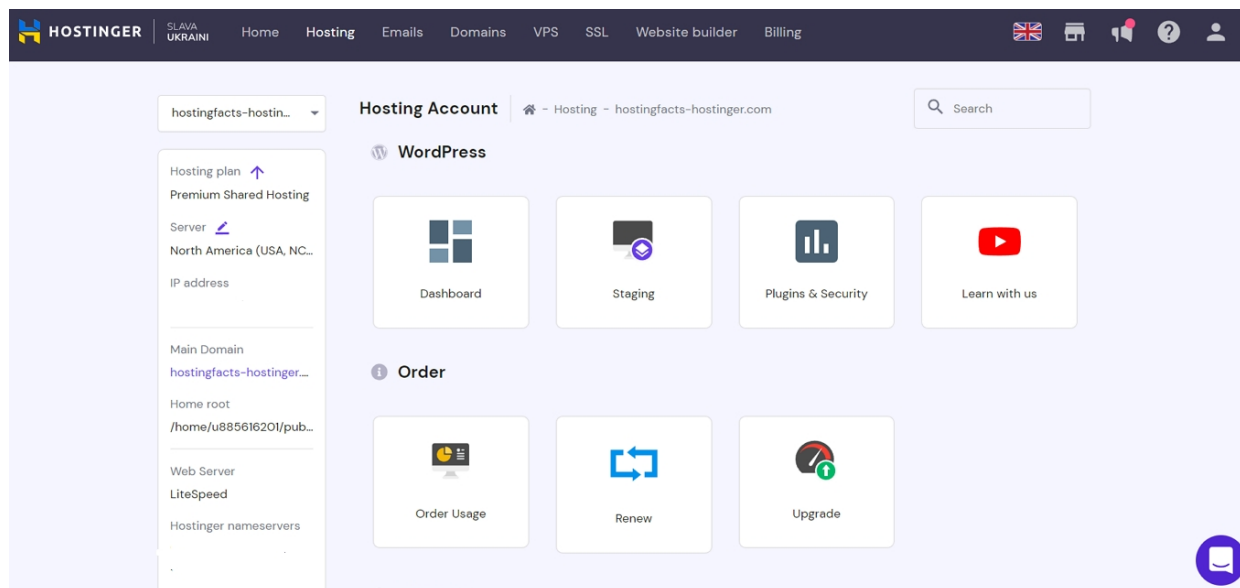 HOSTINGER
SLAVA
UKRAINI
Home Hosting Emails Domains VPS SSL Website builder Billing
hostingfacts-hostin...
Hosting Account
- Hosting - hostingfacts-hostinger.com
Search
Hosting plan
Premium Shared Hosting
Server
North America (USA, NC...
IP address
Main Domain
hostingfacts-hostinger....
Home root
/home/u885616201/pub...
Web Server
LiteSpeed
Hostinger nameservers
WordPress
Dashboard
Staging
Plugins & Security
Learn with us
Order
Order Usage
Renew
Upgrade